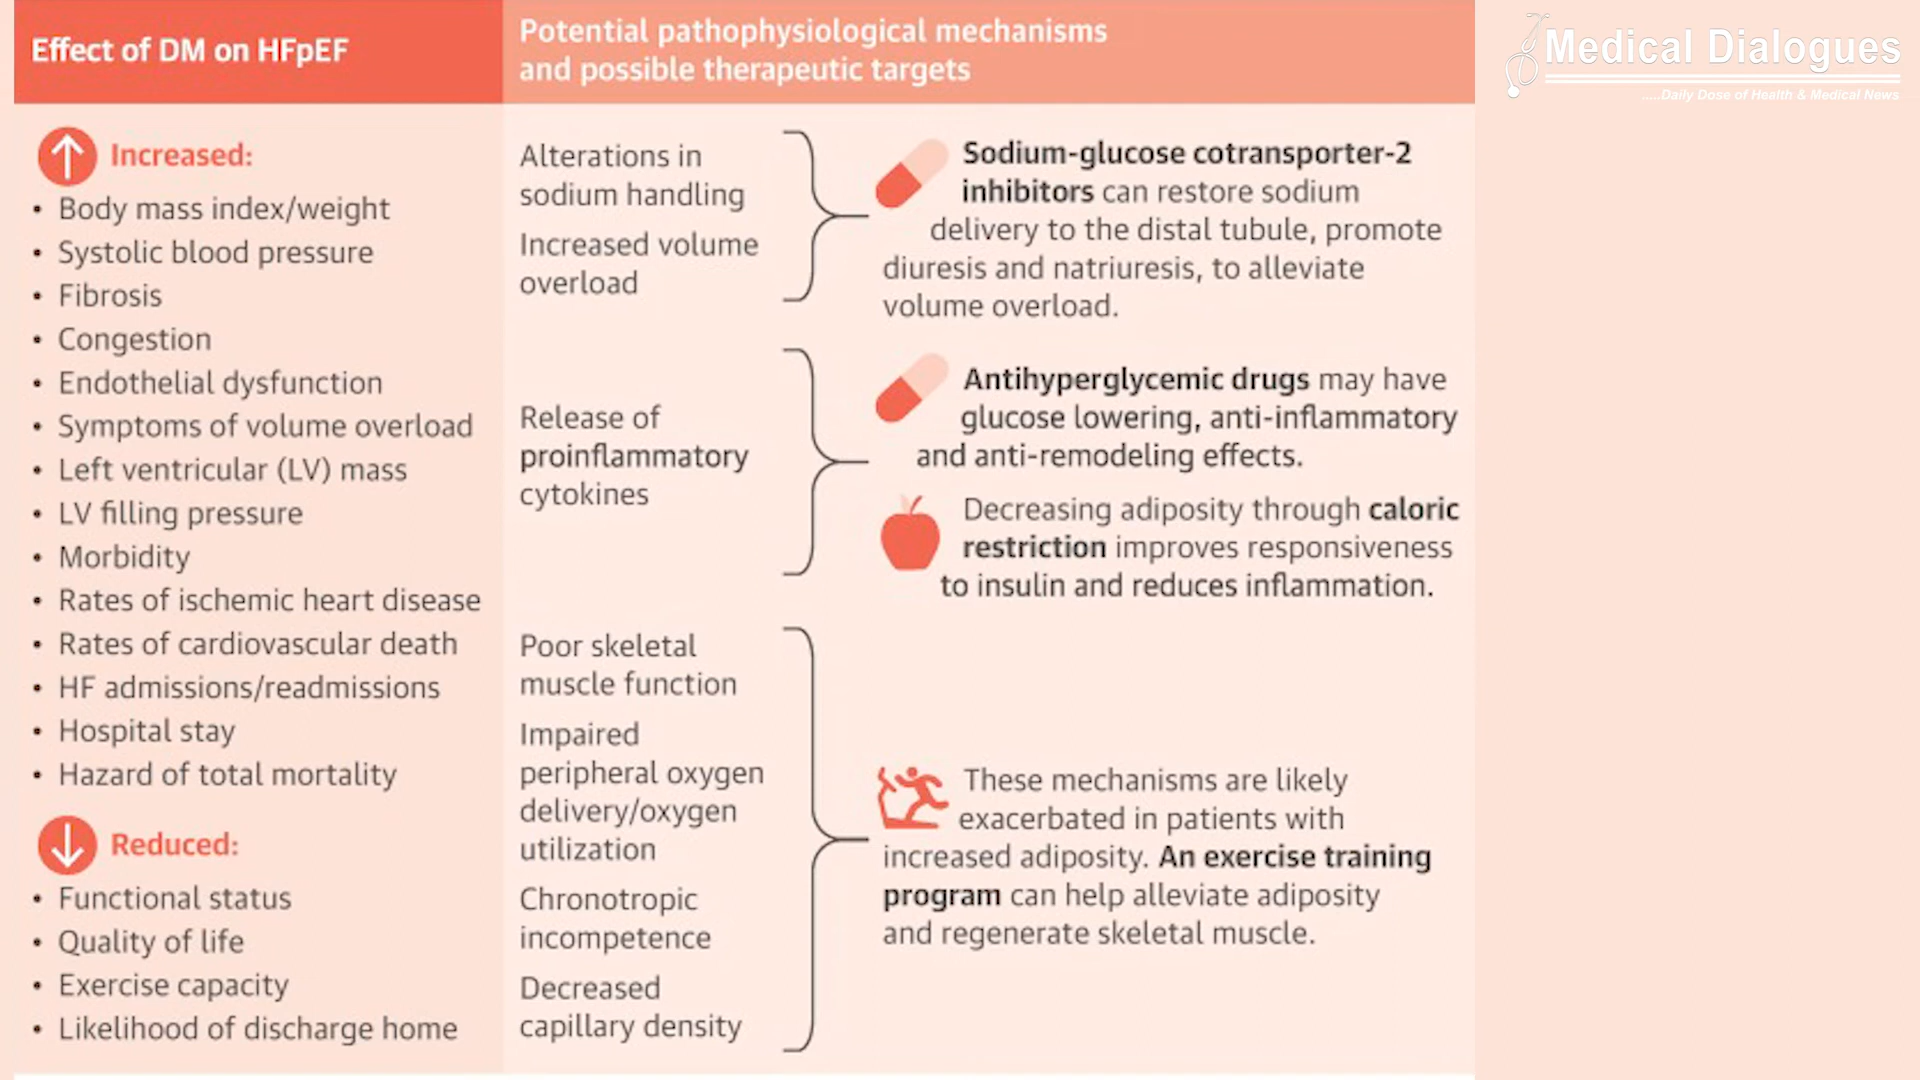 Effect of DM on HFpEF
Potential pathophysiological mechanisms
and possible therapeutic targets
Medical Dialogues
.....Daily Dose of Health & Medical News
Increased:
• Body mass index/weight
• Systolic blood pressure
• Fibrosis
• Congestion
• Endothelial dysfunction
• Symptoms of volume overload
• Left ventricular (LV) mass
• LV filling pressure
• Morbidity
• Rates of ischemic heart disease
• Rates of cardiovascular death
• HF admissions/readmissions
• Hospital stay
• Hazard of total mortality
Reduced:
• Functional status
• Quality of life
• Exercise capacity
• Likelihood of discharge home
Alterations in
sodium handling
Increased volume
overload
Sodium-glucose cotransporter-2
inhibitors can restore sodium
delivery to the distal tubule, promote
diuresis and natriuresis, to alleviate
volume overload.
Release of
proinflammatory
cytokines
Antihyperglycemic drugs may have
glucose lowering, anti-inflammatory
and anti-remodeling effects.
Decreasing adiposity through caloric
restriction improves responsiveness
to insulin and reduces inflammation.
Poor skeletal
muscle function
Impaired
peripheral oxygen
delivery/oxygen
utilization
Chronotropic
incompetence
Decreased
capillary density
These mechanisms are likely
exacerbated in patients with
increased adiposity. An exercise training
program can help alleviate adiposity
and regenerate skeletal muscle.